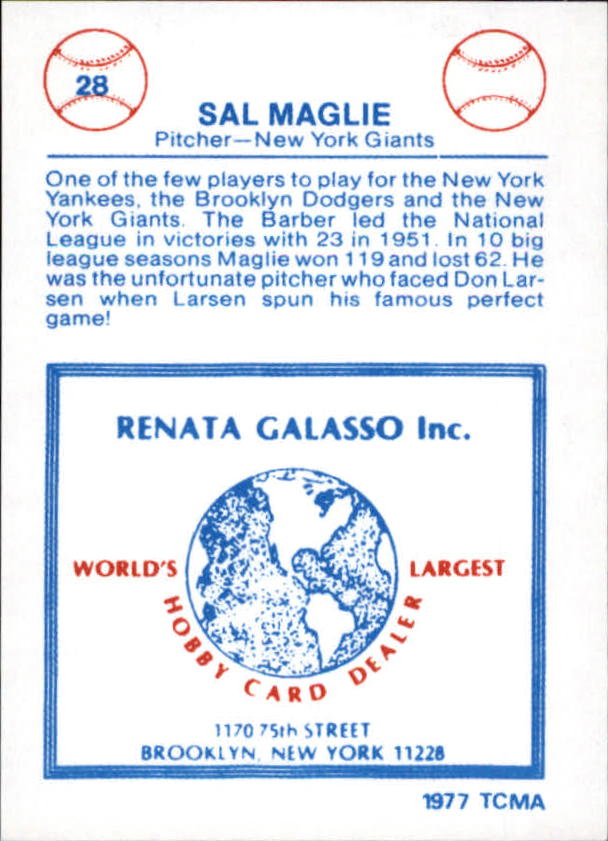 28
SAL MAGLIE
Pitcher—New York Giants
One of the few players to play for the New York
Yankees, the Brooklyn Dodgers and the New
York Giants. The Barber led the National
League in victories with 23 in 1951. In 10 big
league seasons Maglie won 119 and lost 62. He
was the unfortunate pitcher who faced Don Lar-
sen when Larsen spun his famous perfect
game!
RENATA GALASSO Inc.
WORLD'S LARGEST
HOBBY CARD DEALER
1170 75th STREET
BROOKLYN, NEW YORK 11228
1977 TCMA